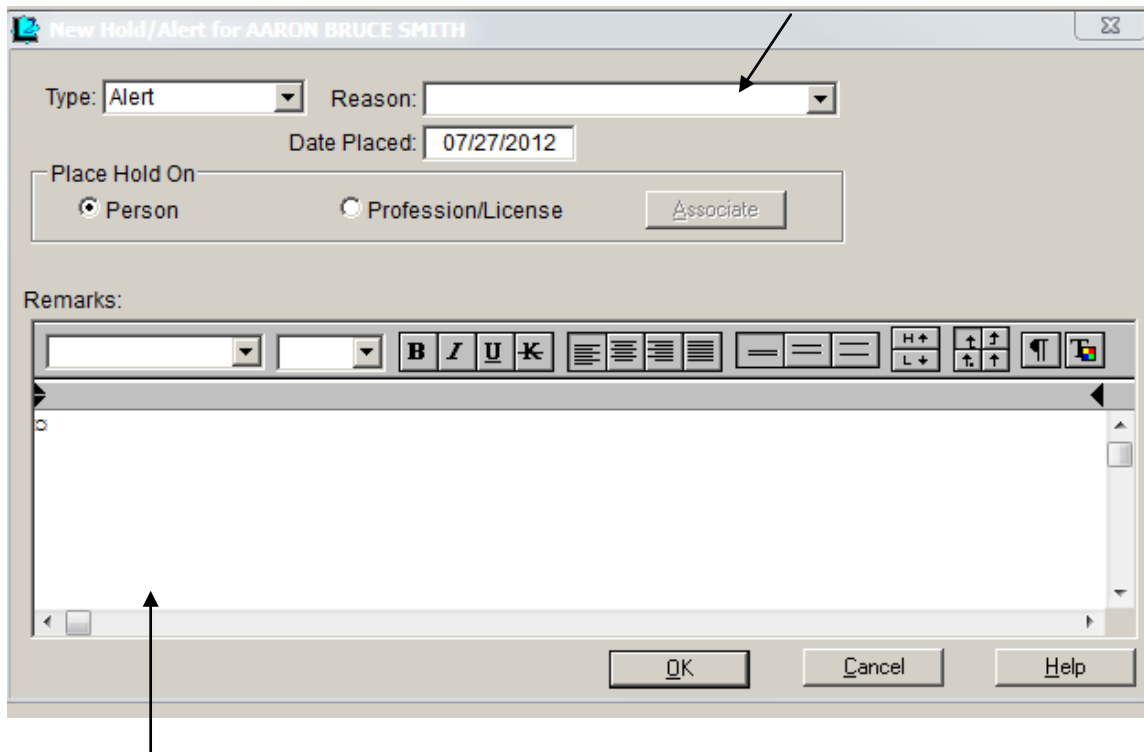 New Hold/Alert for AARON BRUCE SMITH
Type: Alert Reason:
Date Placed: 07/27/2012
Place Hold On
Person Profession/License Associate
Remarks:
B I U K H L ¶ T
¤
OK Cancel Help